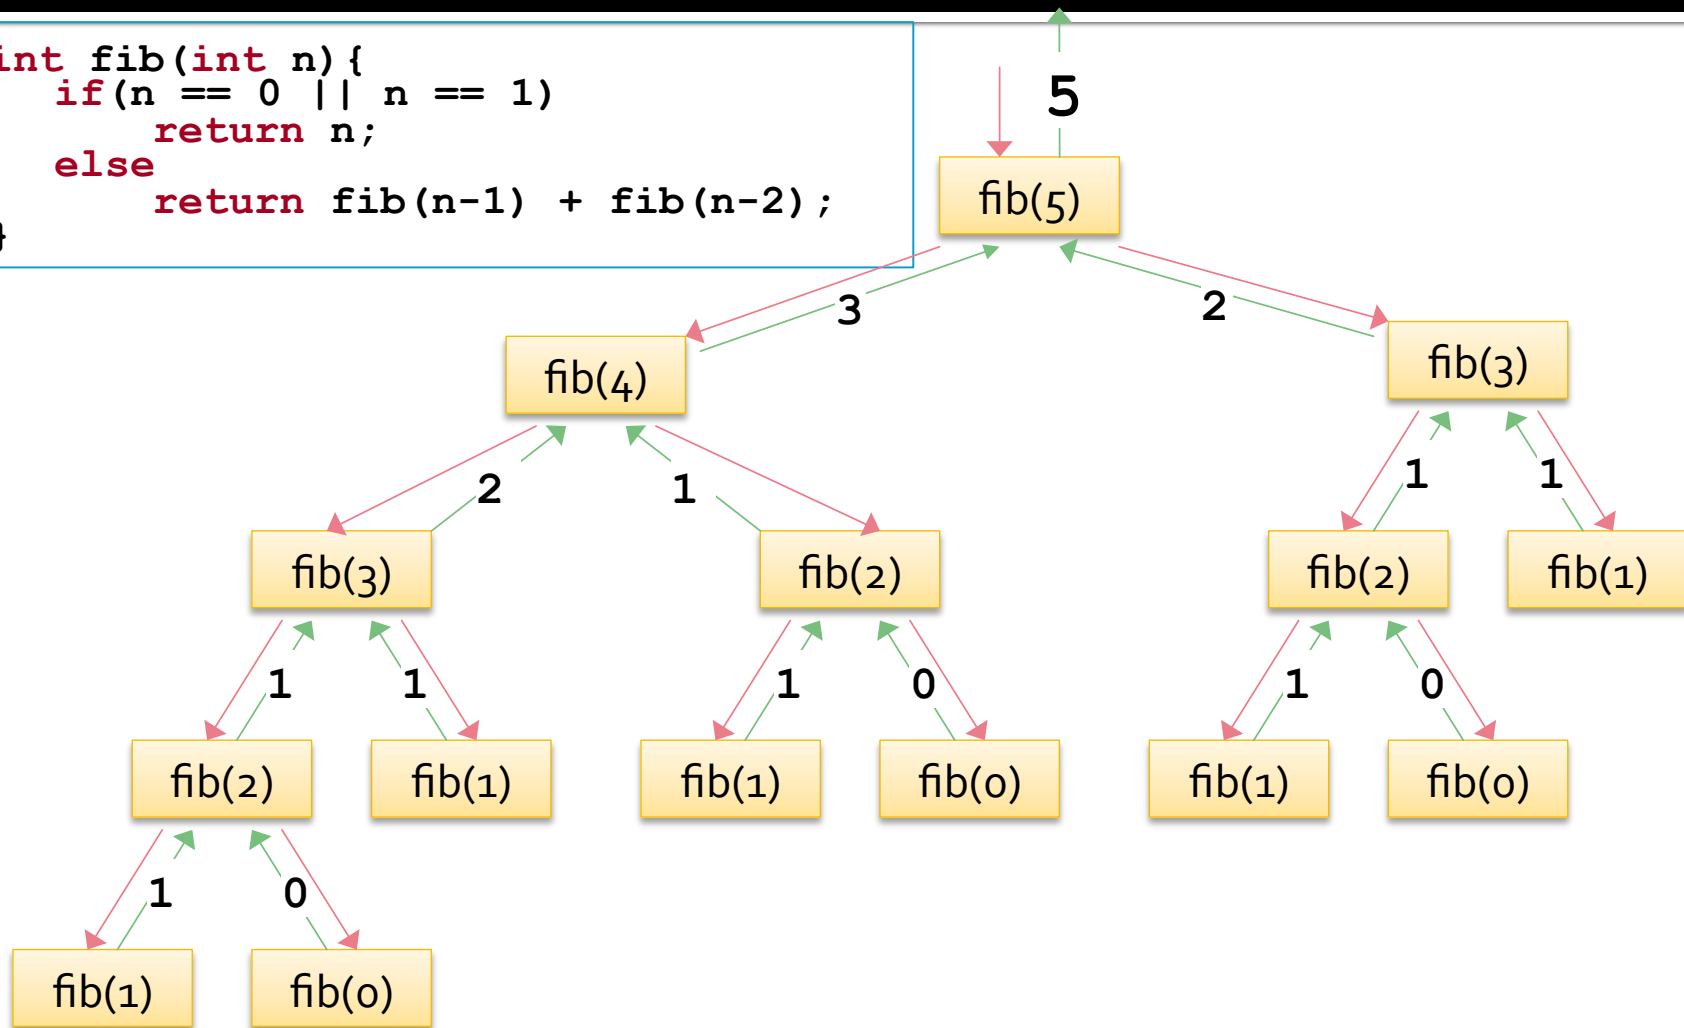 int fib(int n){
if(n == 0 || n == 1)
return n;
else
return fib(n-1) + fib(n-2);
}
5
fib(5)
3
2
fib(4)
fib(3)
2
1
1
1
fib(3)
fib(2)
fib(2)
fib(1)
1
1
1
0
1
0
fib(2)
fib(1)
fib(1)
fib(0)
fib(1)
fib(0)
1
0
fib(1)
fib(0)